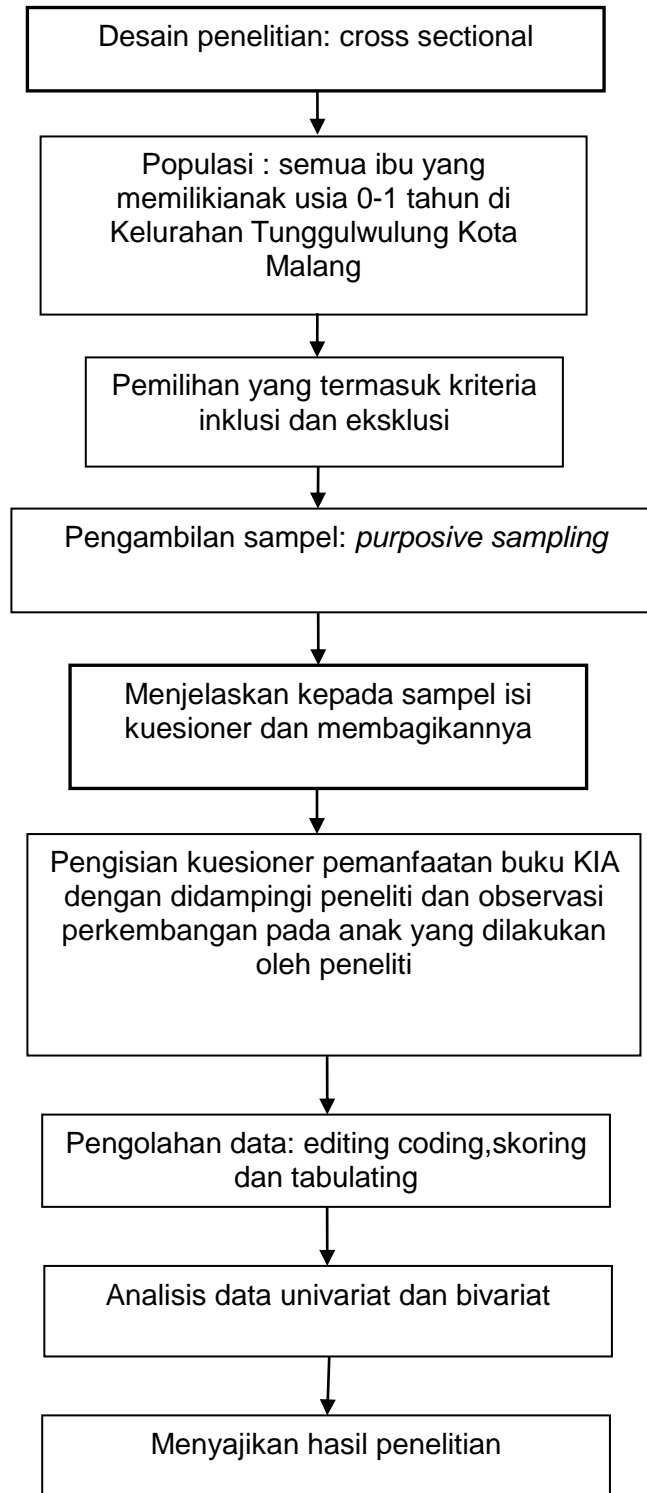 Desain penelitian: cross sectional
Populasi : semua ibu yang
memilikianak usia 0-1 tahun di
Kelurahan Tunggulwulung Kota
Malang
Pemilihan yang termasuk kriteria
inklusi dan eksklusi
Pengambilan sampel: purposive sampling
Menjelaskan kepada sampel isi
kuesioner dan membagikannya
Pengisian kuesioner pemanfaatan buku KIA
dengan didampingi peneliti dan observasi
perkembangan pada anak yang dilakukan
oleh peneliti
Pengolahan data: editing coding,skoring
dan tabulating
Analisis data univariat dan bivariat
Menyajikan hasil penelitian